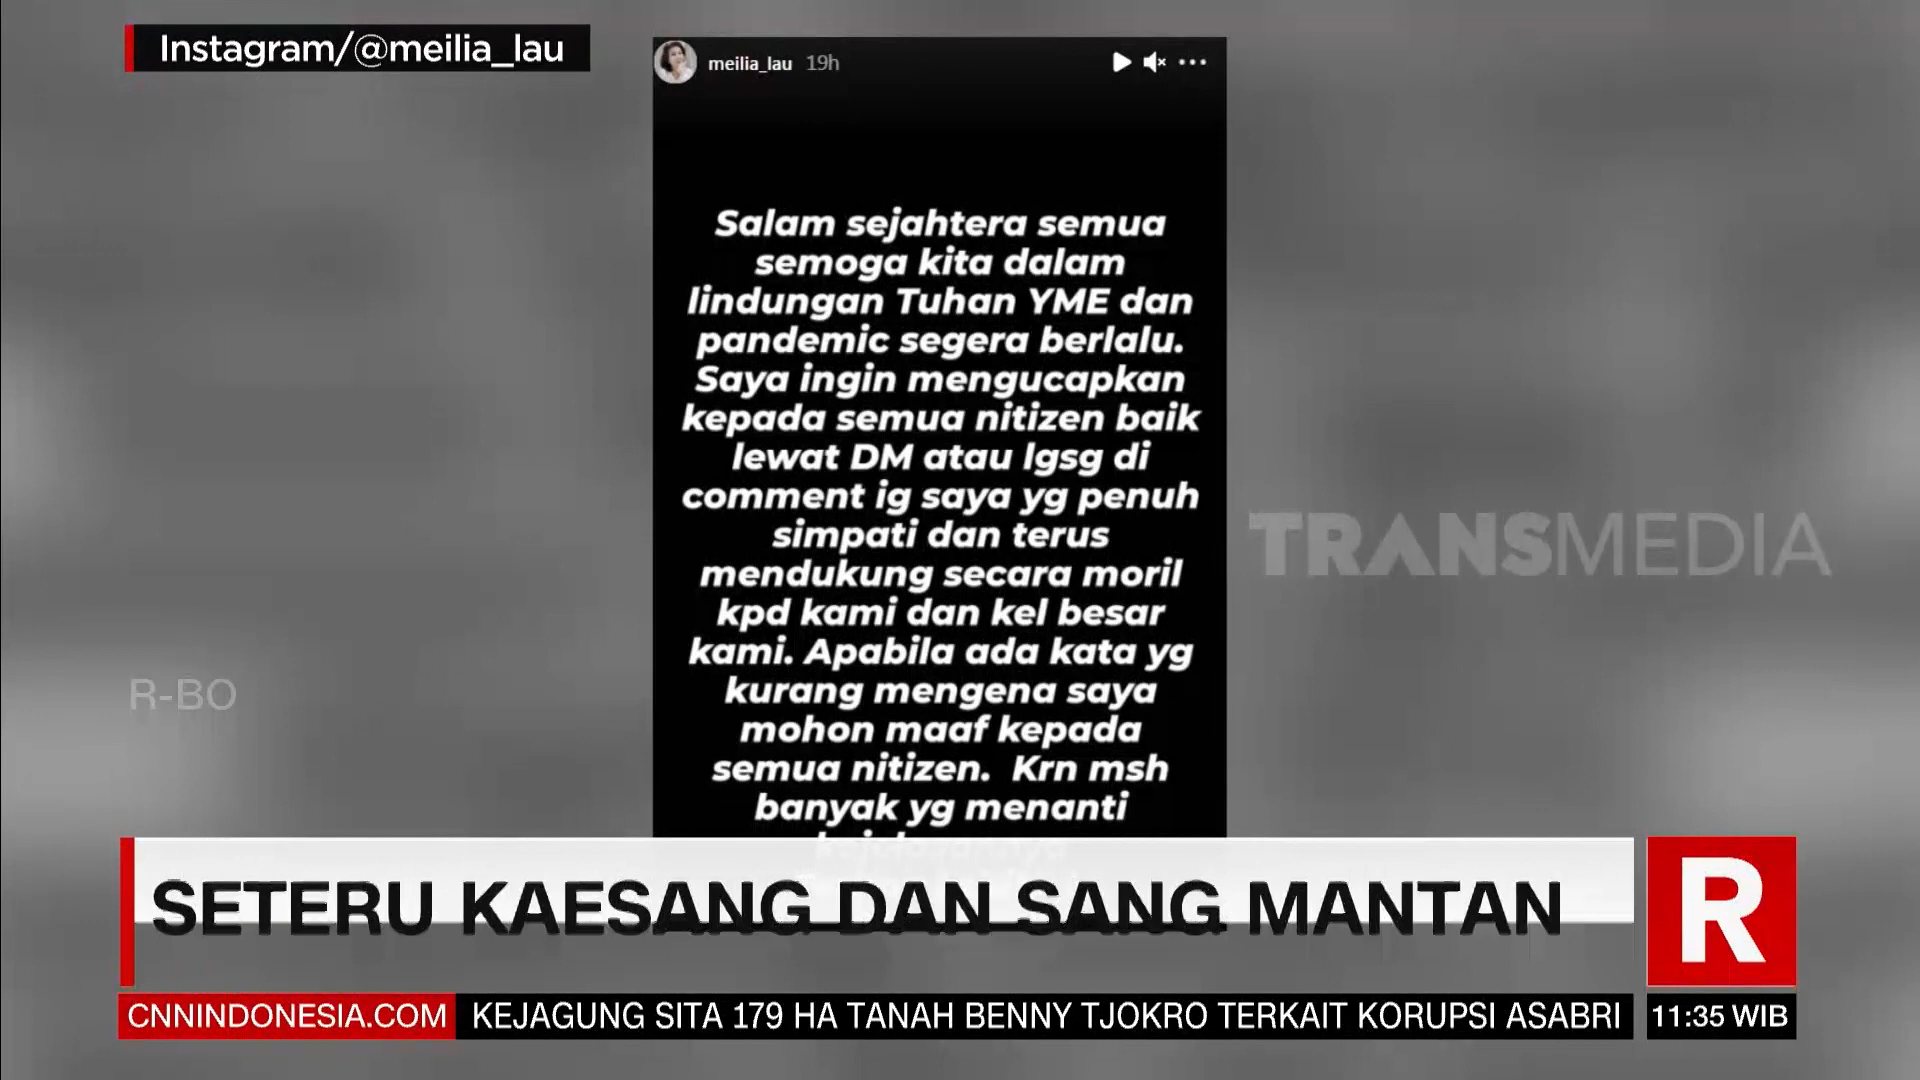 Instagram/@meilia_lau
meilia_lau 19h
Salam sejahtera semua
semoga kita dalam
lindungan Tuhan YME dan
pandemic segera berlalu.
Saya ingin mengucapkan
kepada semua nitizen baik
lewat DM atau lgsg di
comment ig saya yg penuh
simpati dan terus
mendukung secara moril
kpd kami dan kel besar
kami. Apabila ada kata yg
kurang mengena saya
mohon maaf kepada
semua nitizen.  Krn msh
banyak yg menanti
TRANSMEDIA
R-BO
SETERU KAESANG DAN SANG MANTAN
R
CNNINDONESIA.COM
KEJAGUNG SITA 179 HA TANAH BENNY TJOKRO TERKAIT KORUPSI ASABRI
11:35 WIB